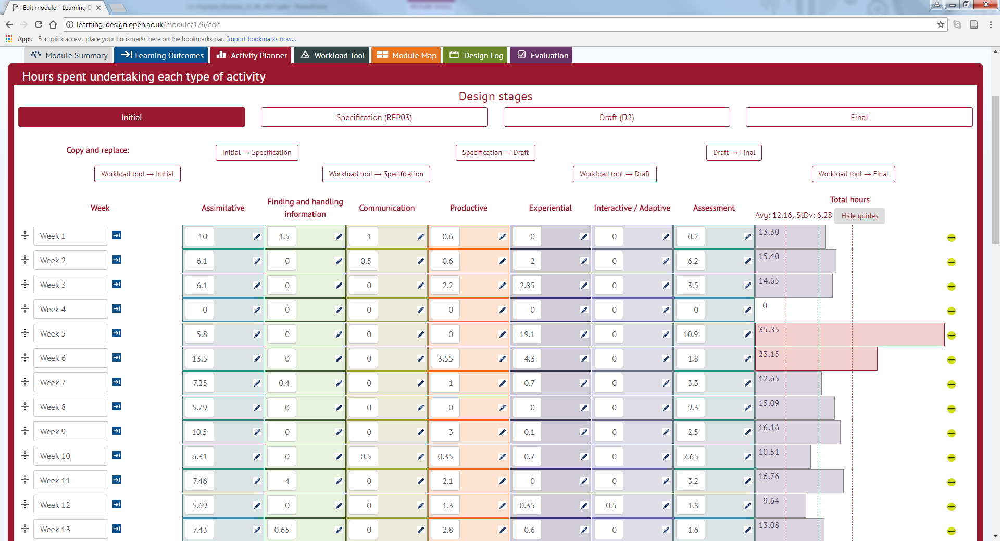 Edit module - Learning D
learning-design.open.ac.uk/module/176/edit
Apps For quick access, place your bookmarks here on the bookmarks bar. Import bookmarks now...
Module Summary Learning Outcomes Activity Planner Workload Tool Module Map Design Log Evaluation
Hours spent undertaking each type of activity
Design stages
Initial Specification (REP03) Draft (D2) Final
Copy and replace: Initial → Specification Specification → Draft Draft → Final
Workload tool → Initial Workload tool → Specification Workload tool → Draft Workload tool → Final
Week Assimilative Finding and handling information Communication Productive Experiential Interactive / Adaptive Assessment Total hours
Avg: 12.16, StDv: 6.28 Hide guides
Week 1 10 1.5 1 0.6 0 0 0.2 13.30
Week 2 6.1 0 0.5 0.6 2 0 6.2 15.40
Week 3 6.1 0 0 2.2 2.85 0 3.5 14.65
Week 4 0 0 0 0 0 0 0 0
Week 5 5.8 0 0 0 19.1 0 10.9 35.85
Week 6 13.5 0 0 3.55 4.3 0 1.8 23.15
Week 7 7.25 0.4 0 1 0.7 0 3.3 12.65
Week 8 5.79 0 0 0 0 0 9.3 15.09
Week 9 10.5 0 0 3 0.1 0 2.5 16.16
Week 10 6.31 0 0.5 0.35 0.7 0 2.65 10.51
Week 11 7.46 4 0 2.1 0 0 3.2 16.76
Week 12 5.69 0 0 1.3 0.35 0.5 1.8 9.64
Week 13 7.43 0.65 0 2.8 0.6 0 1.6 13.08